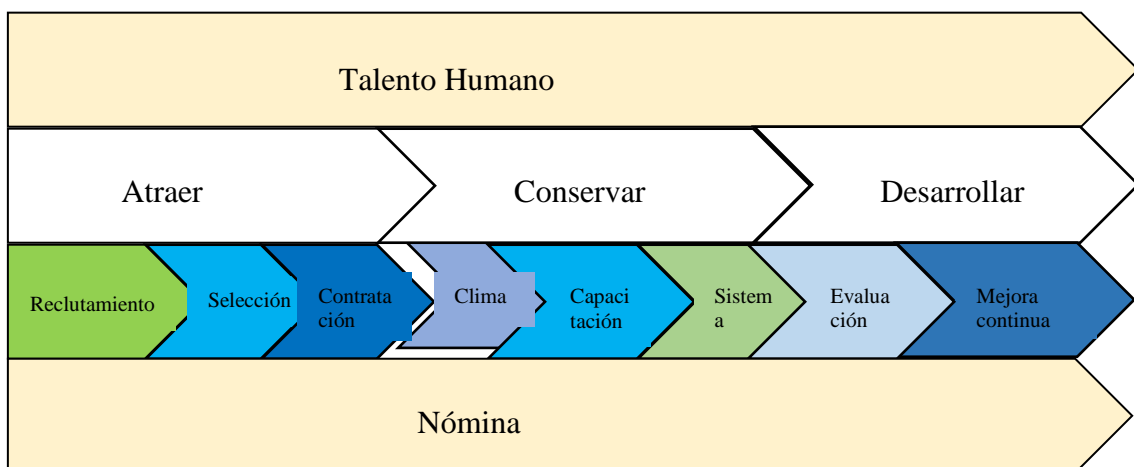 Talento Humano
Atraer
Conservar
Desarrollar
Reclutamiento
Selección
Contrata
ción
Clima
Capaci
tación
Sistem
a
Evalua
ción
Mejora
continua
Nómina